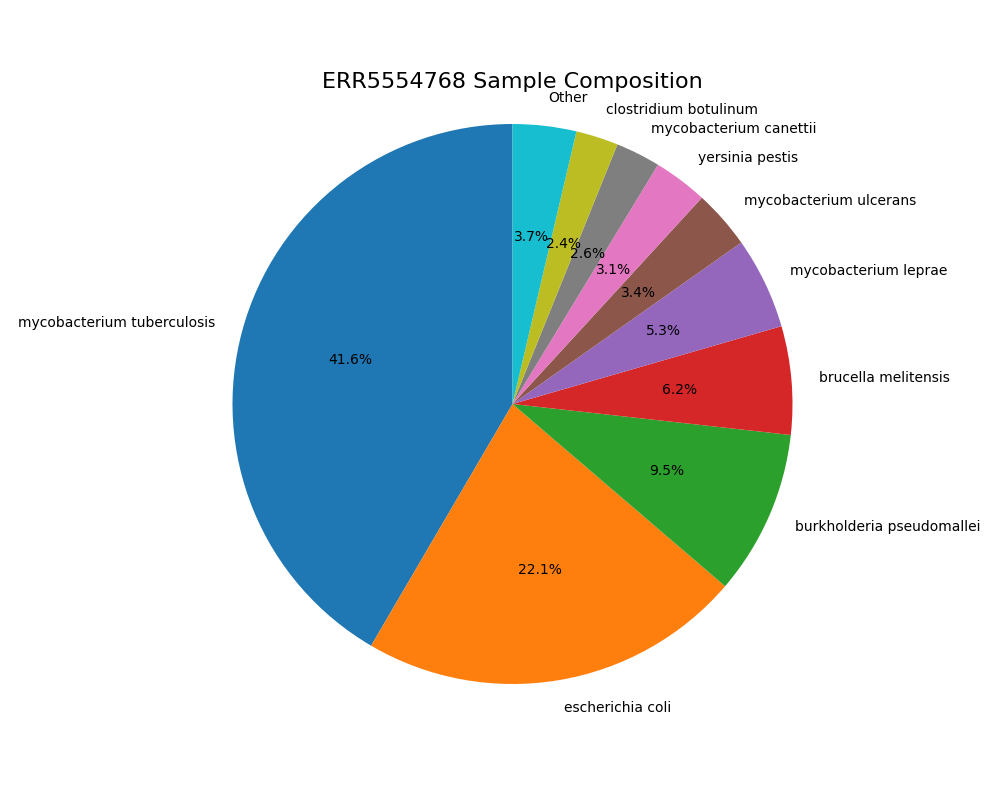 ERR5554768 Sample Composition
Other
clostridium botulinum
mycobacterium canettii
yersinia pestis
mycobacterium ulcerans
mycobacterium leprae
brucella melitensis
burkholderia pseudomallei
escherichia coli
mycobacterium tuberculosis
3.7%
2.4%
2.6%
3.1%
3.4%
5.3%
6.2%
9.5%
22.1%
41.6%